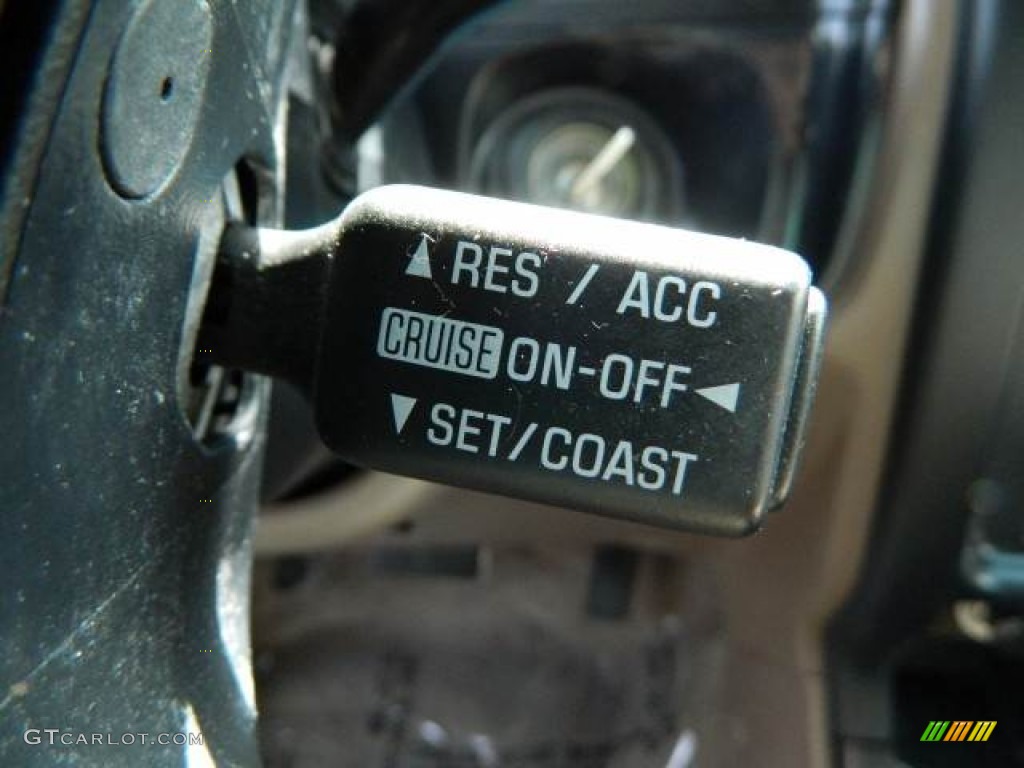 ▲ RES / ACC
CRUISE ON-OFF ◀
▼ SET/COAST
GTCARLOT.COM